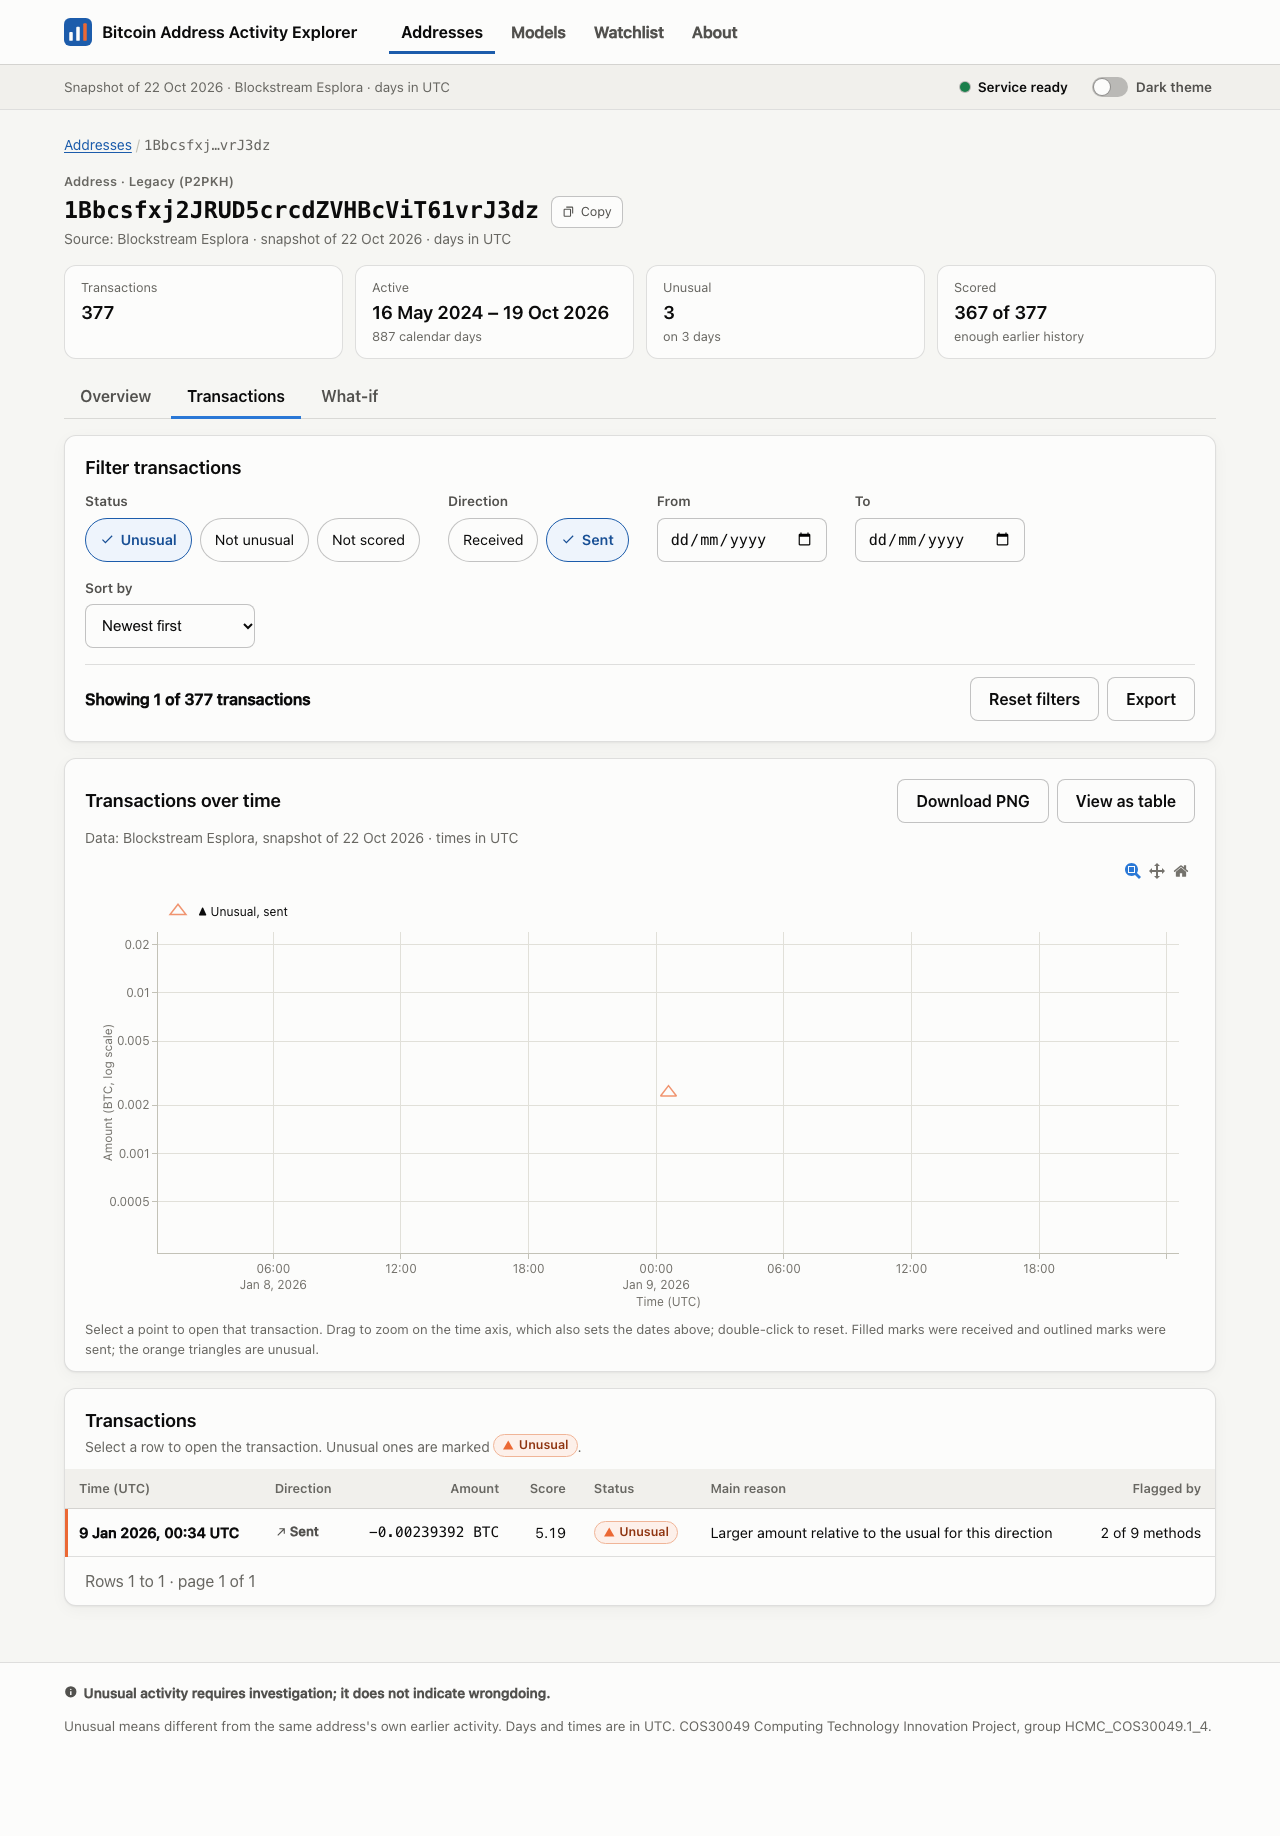 Bitcoin Address Activity Explorer
Addresses
Models
Watchlist
About
Snapshot of 22 Oct 2026 · Blockstream Esplora · days in UTC
Service ready
Dark theme
Addresses / 1Bbcsfxj…vrJ3dz
Address · Legacy (P2PKH)
1Bbcsfxj2JRUD5crcdZVHBcViT61vrJ3dz
Copy
Source: Blockstream Esplora · snapshot of 22 Oct 2026 · days in UTC
Transactions
377
Active
16 May 2024 – 19 Oct 2026
887 calendar days
Unusual
3
on 3 days
Scored
367 of 377
enough earlier history
Overview
Transactions
What-if
Filter transactions
Status
Unusual
Not unusual
Not scored
Direction
Received
Sent
From
dd/mm/yyyy
To
dd/mm/yyyy
Sort by
Newest first
Showing 1 of 377 transactions
Reset filters
Export
Transactions over time
Download PNG
View as table
Data: Blockstream Esplora, snapshot of 22 Oct 2026 · times in UTC
▲ Unusual, sent
Amount (BTC, log scale)
0.02
0.01
0.005
0.002
0.001
0.0005
06:00
Jan 8, 2026
12:00
18:00
00:00
Jan 9, 2026
06:00
12:00
18:00
Time (UTC)
Select a point to open that transaction. Drag to zoom on the time axis, which also sets the dates above; double-click to reset. Filled marks were received and outlined marks were
sent; the orange triangles are unusual.
Transactions
Select a row to open the transaction. Unusual ones are marked ▲ Unusual.
Time (UTC)
Direction
Amount
Score
Status
Main reason
Flagged by
9 Jan 2026, 00:34 UTC
↗ Sent
−0.00239392 BTC
5.19
▲ Unusual
Larger amount relative to the usual for this direction
2 of 9 methods
Rows 1 to 1 · page 1 of 1
Unusual activity requires investigation; it does not indicate wrongdoing.
Unusual means different from the same address's own earlier activity. Days and times are in UTC. COS30049 Computing Technology Innovation Project, group HCMC_COS30049.1_4.